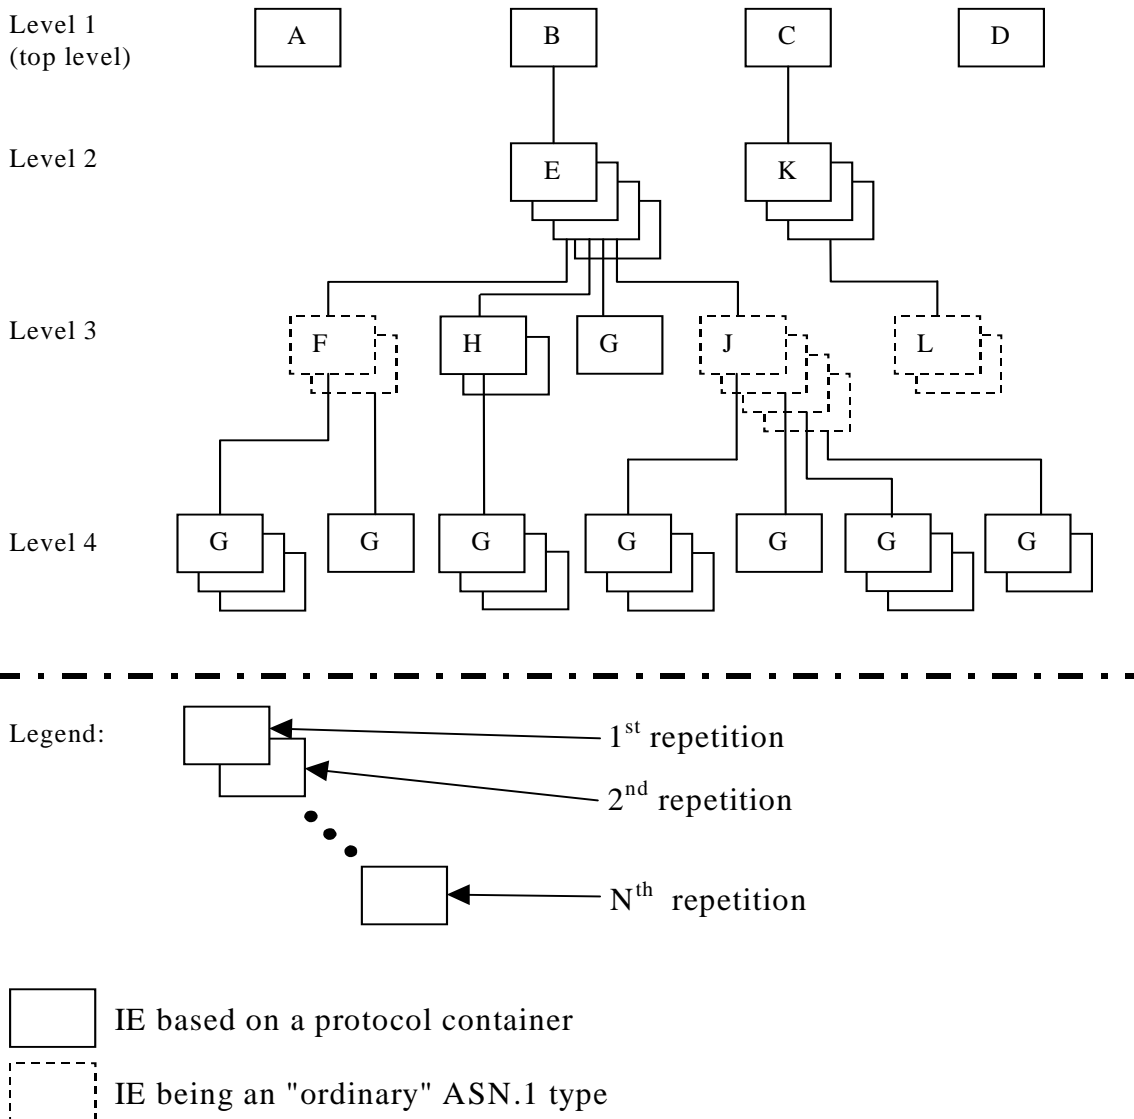 Level 1 A B C D
(top level)
Level 2 E K
Level 3 F H G J L
Level 4 G G G G G G G
Legend:
1st repetition
2nd repetition
Nth repetition
IE based on a protocol container
IE being an "ordinary" ASN.1 type